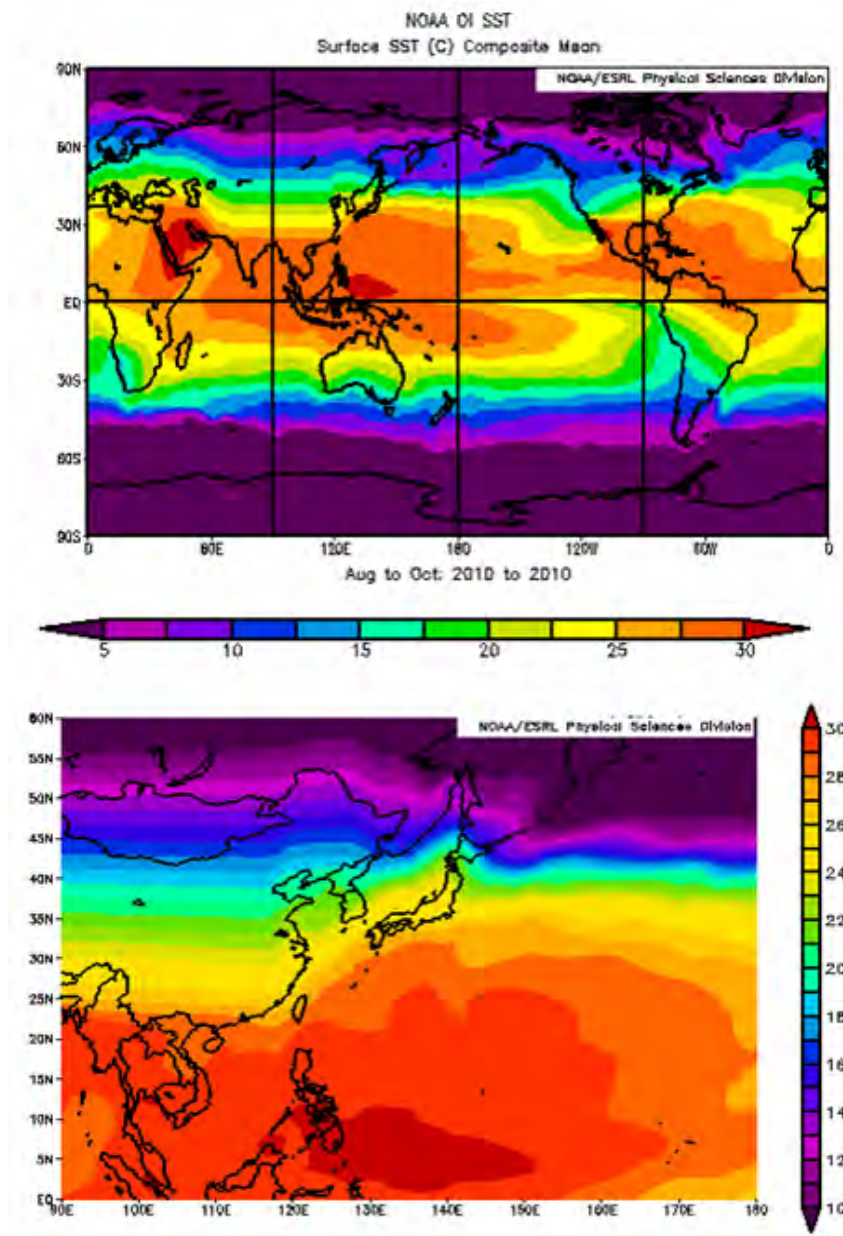 NOAA OI SST
Surface SST (C) Composite Mean
NOAA/ESRL Physical Sciences Division
90N
60N
30N
EQ
30S
60S
90S
0 60E 120E 180 120W 60W 0
Aug to Oct: 2010 to 2010
5 10 15 20 25 30
NOAA/ESRL Physical Sciences Division
60N
55N
50N
45N
40N
35N
30N
25N
20N
15N
10N
5N
EQ
90E 100E 110E 120E 130E 140E 150E 160E 170E 180
30
28
26
24
22
20
18
16
14
12
10